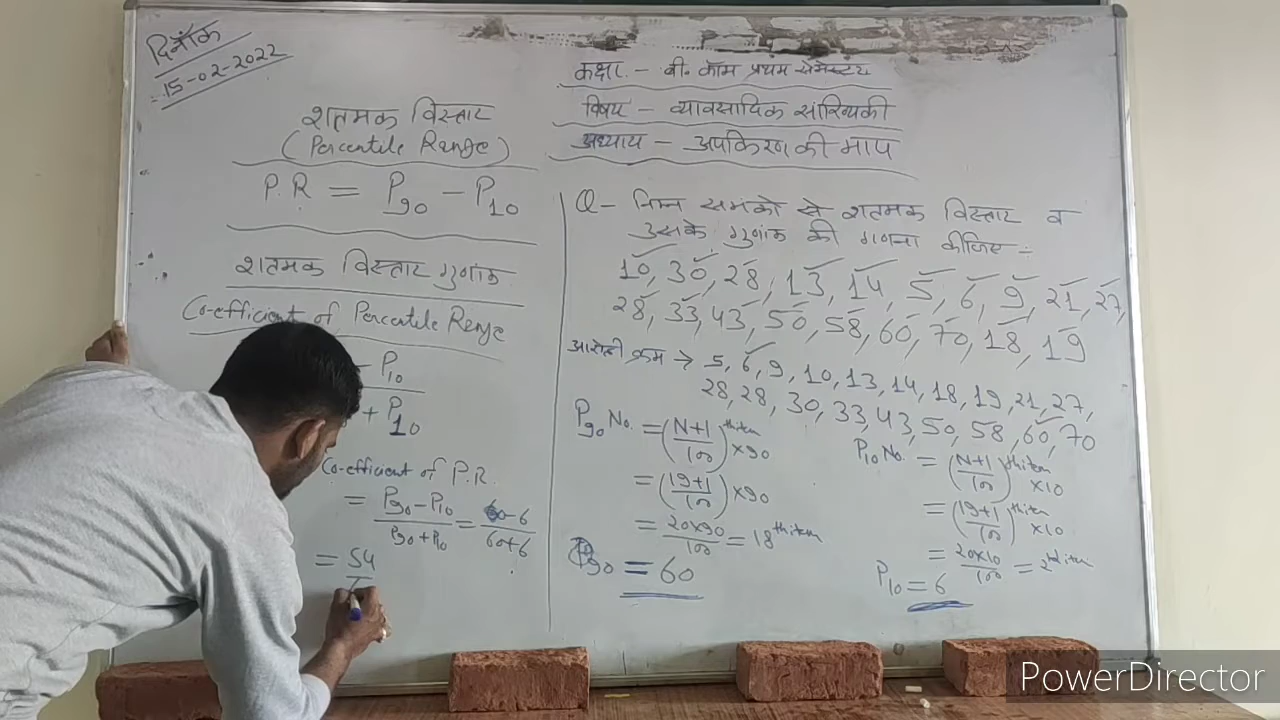 दिनाँक
15-02-2022
कक्षा - बी. कॉम प्रथम सेमेस्टर
विषय - व्यावसायिक सांख्यिकी
अध्याय - अपकिरण की माप
शतमक विस्तार
(Percentile Range)
P.R = P90 - P10
शतमक विस्तार गुणांक
Co-efficient of Percentile Range
- P10
+ P10
Co-efficient of P.R.
= P90 - P10 / P90 + P10 = 60-6 / 60+6
= 54
Q - निम्न समंको से शतमक विस्तार व
उसके गुणांक की गणना कीजिए :-
10, 30, 28, 13, 14, 5, 6, 9, 21, 27,
28, 33, 43, 50, 58, 60, 70, 18, 19
आरोही क्रम → 5, 6, 9, 10, 13, 14, 18, 19, 21, 27,
28, 28, 30, 33, 43, 50, 58, 60, 70
P90 No. = (N+1 / 100)th item × 90
= (19+1 / 100) × 90
= 20×90 / 100 = 18th item
P90 = 60
P10 No. = (N+1 / 100)th item × 10
= (19+1 / 100)th item × 10
= 20×10 / 100 = 2nd item
P10 = 6
PowerDirector